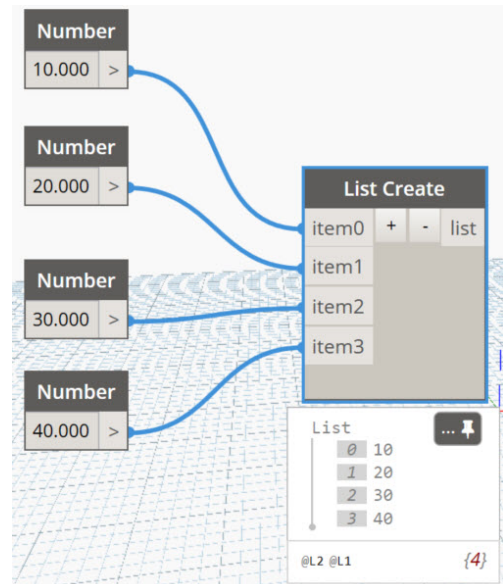 Number
10.000 >
Number
20.000 >
Number
30.000 >
Number
40.000 >
List Create
item0 + - list
item1
item2
item3
List ...
0 10
1 20
2 30
3 40
@L2 @L1 {4}